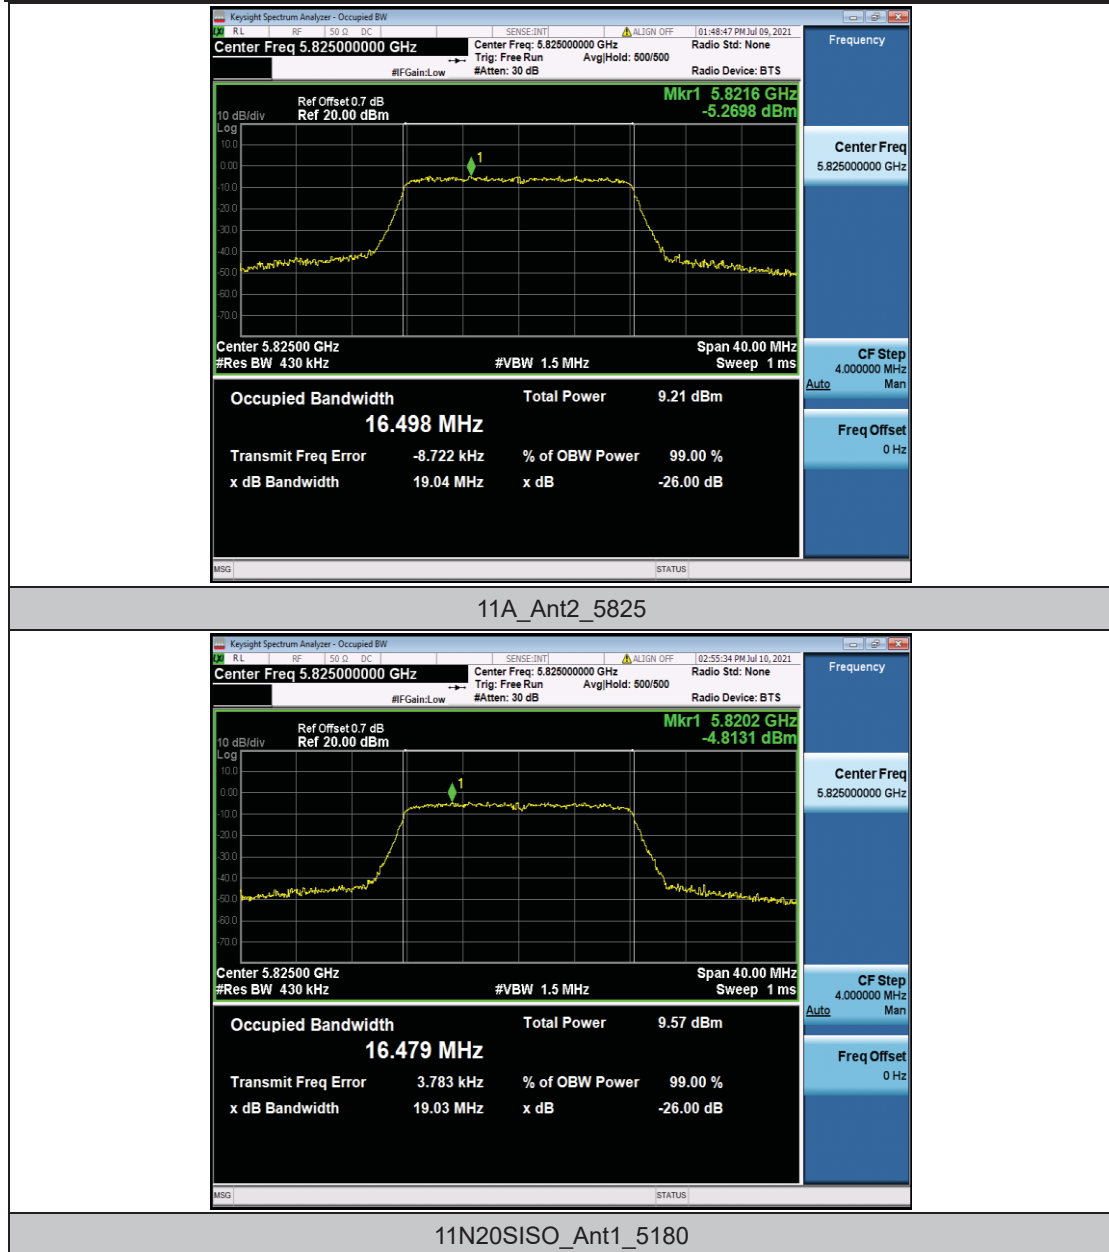 Keysight Spectrum Analyzer - Occupied BW
RL RF 50 Ω DC SENSE:INT ALIGN OFF 01:48:47 PM Jul 09, 2021
Center Freq 5.825000000 GHz Center Freq: 5.825000000 GHz Radio Std: None Frequency
Trig: Free Run Avg|Hold: 500/500
#IFGain:Low #Atten: 30 dB Radio Device: BTS
Mkr1 5.8216 GHz
-5.2698 dBm
Ref Offset 0.7 dB
10 dB/div Ref 20.00 dBm
Log
10.0
0.00
-10.0
-20.0
-30.0
-40.0
-50.0
-60.0
-70.0
1
Center Freq
5.825000000 GHz
Center 5.82500 GHz Span 40.00 MHz
#Res BW 430 kHz #VBW 1.5 MHz Sweep 1 ms
CF Step
4.000000 MHz
Auto Man
Occupied Bandwidth Total Power 9.21 dBm
16.498 MHz
Freq Offset
0 Hz
Transmit Freq Error -8.722 kHz % of OBW Power 99.00 %
x dB Bandwidth 19.04 MHz x dB -26.00 dB
MSG STATUS
11A_Ant2_5825
Keysight Spectrum Analyzer - Occupied BW
RL RF 50 Ω DC SENSE:INT ALIGN OFF 02:55:34 PM Jul 10, 2021
Center Freq 5.825000000 GHz Center Freq: 5.825000000 GHz Radio Std: None Frequency
Trig: Free Run Avg|Hold: 500/500
#IFGain:Low #Atten: 30 dB Radio Device: BTS
Mkr1 5.8202 GHz
-4.8131 dBm
Ref Offset 0.7 dB
10 dB/div Ref 20.00 dBm
Log
10.0
0.00
-10.0
-20.0
-30.0
-40.0
-50.0
-60.0
-70.0
1
Center Freq
5.825000000 GHz
Center 5.82500 GHz Span 40.00 MHz
#Res BW 430 kHz #VBW 1.5 MHz Sweep 1 ms
CF Step
4.000000 MHz
Auto Man
Occupied Bandwidth Total Power 9.57 dBm
16.479 MHz
Freq Offset
0 Hz
Transmit Freq Error 3.783 kHz % of OBW Power 99.00 %
x dB Bandwidth 19.03 MHz x dB -26.00 dB
MSG STATUS
11N20SISO_Ant1_5180